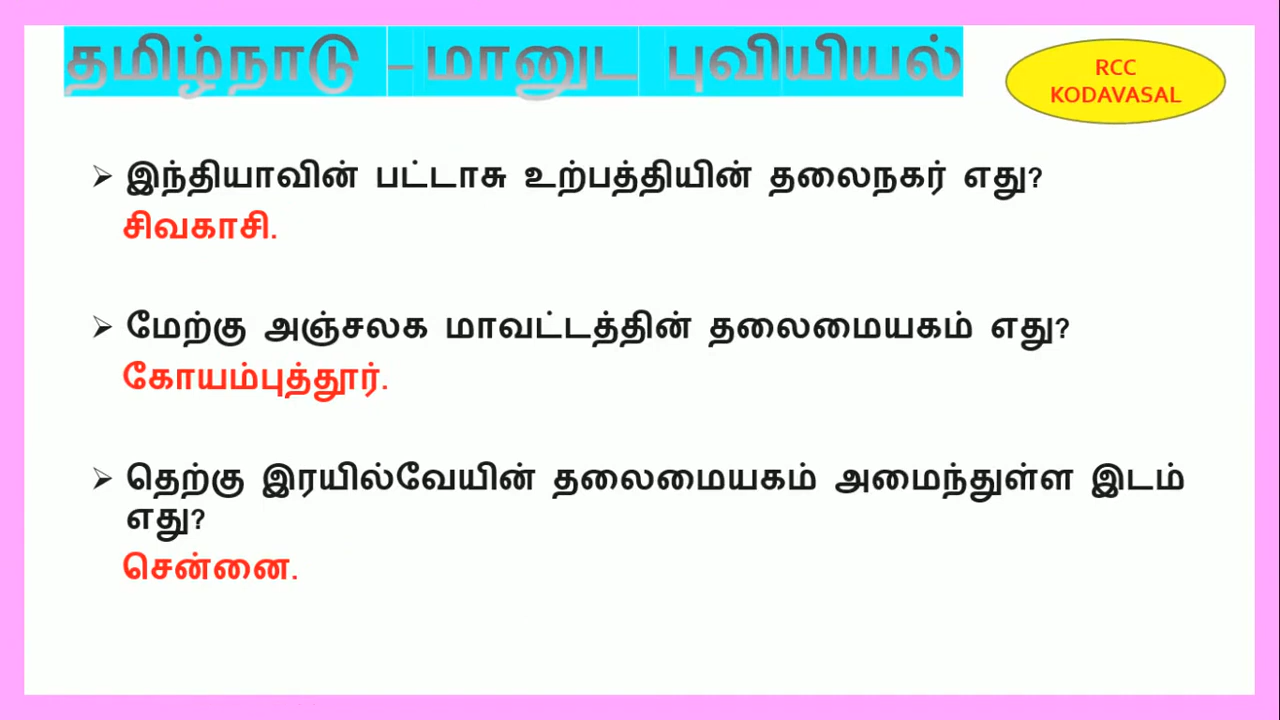 தமிழ்நாடு – மானுட புவியியல்
RCC
KODAVASAL
➢ இந்தியாவின் பட்டாசு உற்பத்தியின் தலைநகர் எது?
சிவகாசி.
➢ மேற்கு அஞ்சலக மாவட்டத்தின் தலைமையகம் எது?
கோயம்புத்தூர்.
➢ தெற்கு இரயில்வேயின் தலைமையகம் அமைந்துள்ள இடம்
எது?
சென்னை.